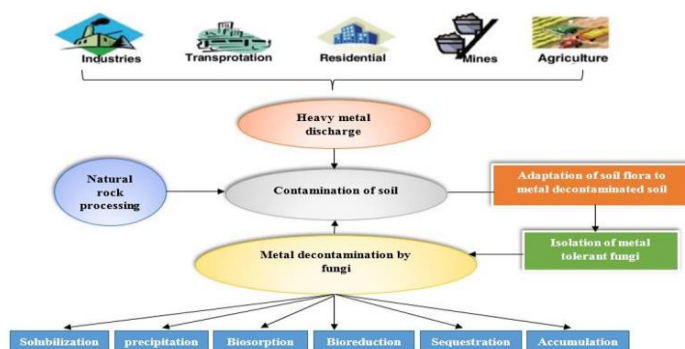 Industries
Transprotation
Residential
Mines
Agriculture
Heavy metal
discharge
Natural
rock
processing
Contamination of soil
Adaptation of soil flora to
metal decontaminated soil
Metal decontamination by
fungi
Isolation of metal
tolerant fungi
Solubilization
precipitation
Biosorption
Bioreduction
Sequestration
Accumulation